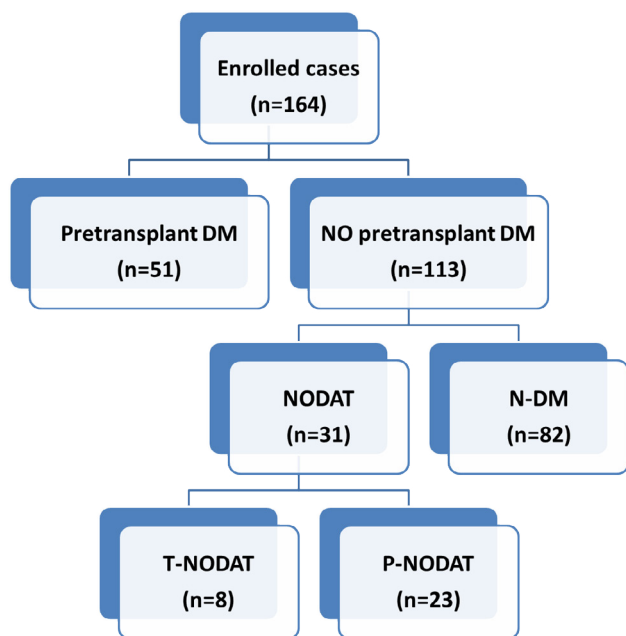 Enrolled cases
(n=164)
Pretransplant DM
(n=51)
NO pretransplant DM
(n=113)
NODAT
(n=31)
N-DM
(n=82)
T-NODAT
(n=8)
P-NODAT
(n=23)